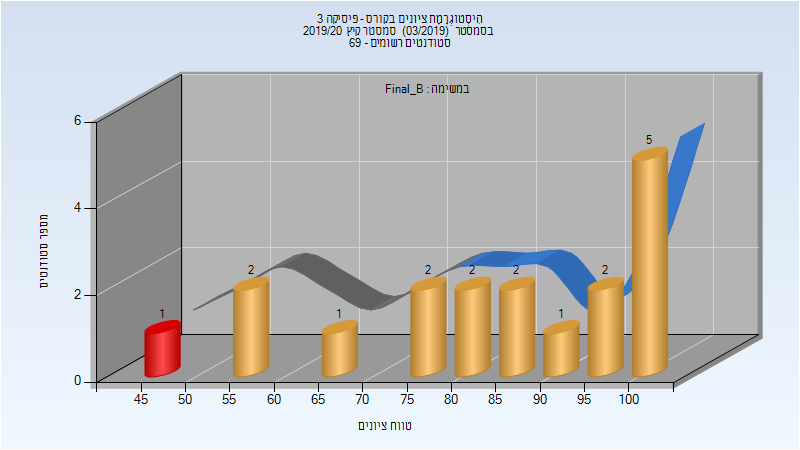 היסטוגרמת ציונים בקורס - פיסיקה 3
בסמסטר (03/2019) סמסטר קיץ 2019/20
סטודנטים רשומים - 69
במשימה : Final_B
מספר סטודנטים
6
4
2
0
1
2
1
2
2
2
1
2
5
45 50 55 60 65 70 75 80 85 90 95 100
טווח ציונים